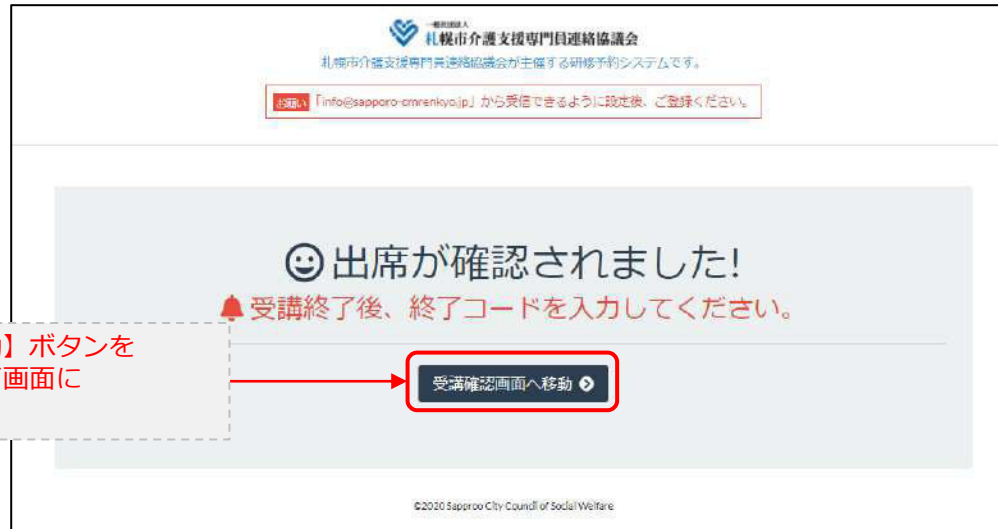 一般社団法人
札幌市介護支援専門員連絡協議会
札幌市介護支援専門員連絡協議会が主催する研修予約システムです。
お願い 「info@sapporo-cmrenkyo.jp」から受信できるように設定後、ご登録ください。
出席が確認されました!
受講終了後、終了コードを入力してください。
】ボタンを
画面に
受講確認画面へ移動
©2020 Sapproo City Council of Social Welfare